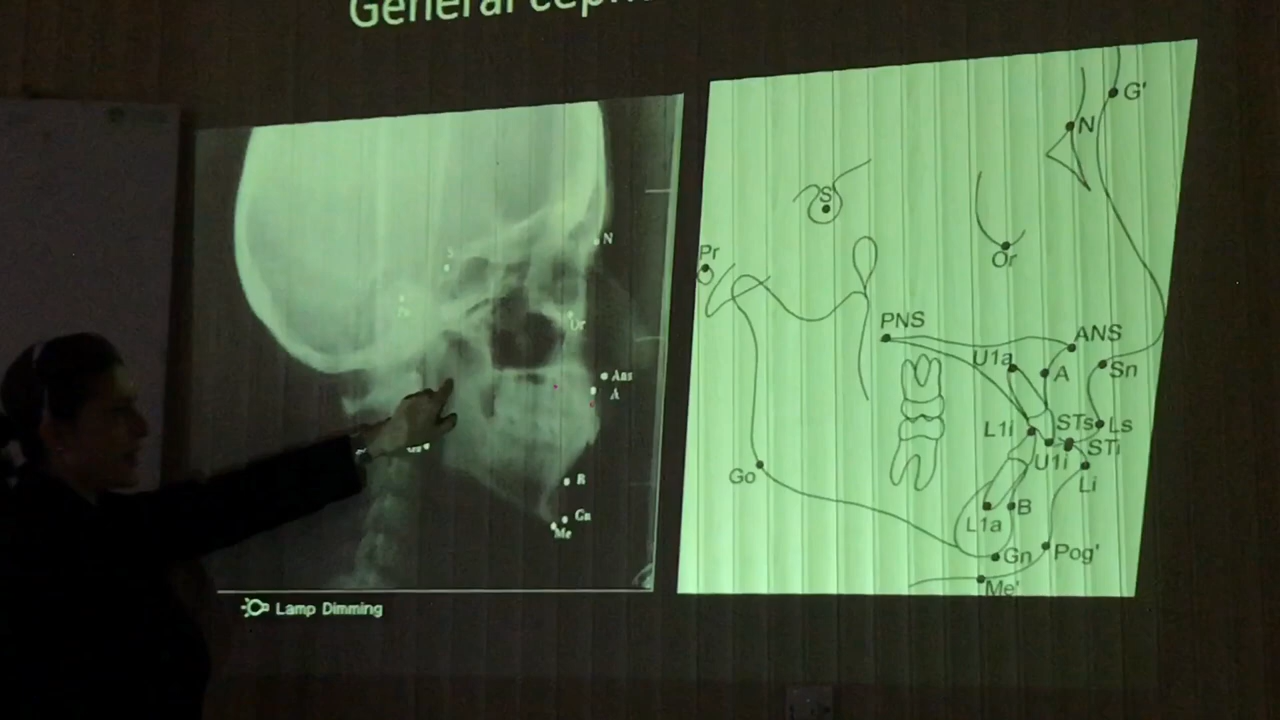 General
S
N
Or
Ans
A
B
Gn
Me
Lamp Dimming
G'
N
S
Or
Pr
PNS
ANS
U1a
A
Sn
L1i
STs
Ls
U1i
STi
Go
Li
L1a
B
Gn
Pog'
Me'